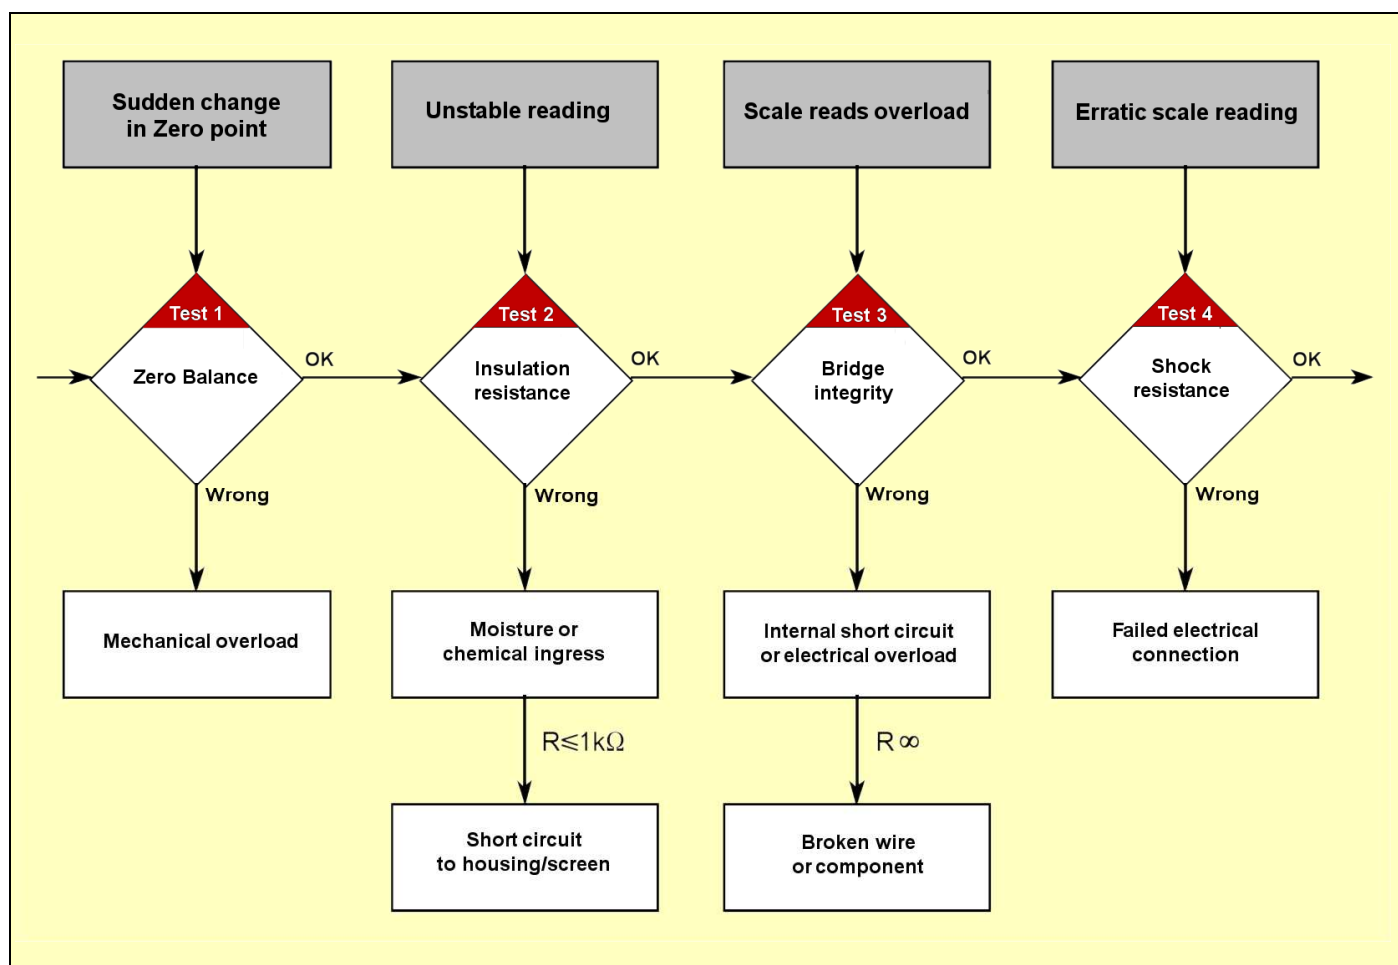 Sudden change
in Zero point
Unstable reading
Scale reads overload
Erratic scale reading
Test 1
Zero Balance
OK
Wrong
Test 2
Insulation
resistance
OK
Wrong
Test 3
Bridge
integrity
OK
Wrong
Test 4
Shock
resistance
OK
Wrong
Mechanical overload
Moisture or
chemical ingress
Internal short circuit
or electrical overload
Failed electrical
connection
R≤1kΩ
R∞
Short circuit
to housing/screen
Broken wire
or component